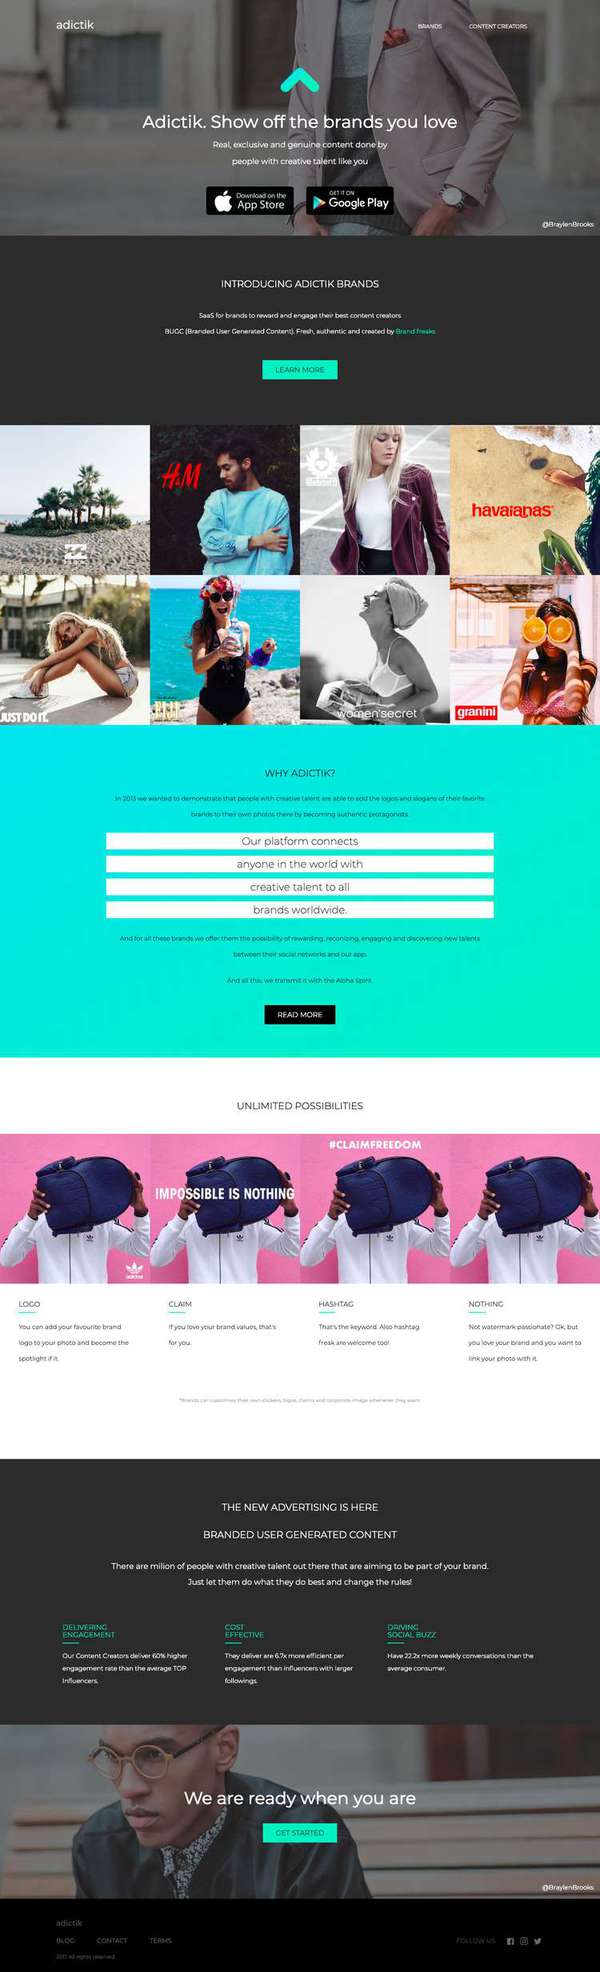 adictik
BRANDS
CONTENT CREATORS
Adictik. Show off the brands you love
Real, exclusive and genuine content done by
people with creative talent like you
Download on the
App Store
GET IT ON
Google Play
@BraylenBrooks
INTRODUCING ADICTIK BRANDS
SaaS for brands to reward and engage their best content creators
BUGC (Branded User Generated Content). Fresh, authentic and created by Brand freaks
LEARN MORE
H&M
havaianas
JUST DO IT.
women'secret
granini
WHY ADICTIK?
In 2013 we wanted to demonstrate that people with creative talent are able to add the logos and slogans of their favorite
brands to their own photos there by becoming authentic protagonists.
Our platform connects
anyone in the world with
creative talent to all
brands worldwide.
And for all these brands we offer them the possibility of rewarding, reconizing, engaging and discovering new talents
between their social networks and our app.
And all this, we transmit it with the Aloha Spirit.
READ MORE
UNLIMITED POSSIBILITIES
adidas
IMPOSSIBLE IS NOTHING
#CLAIMFREEDOM
LOGO
You can add your favourite brand
logo to your photo and become the
spotlight if it.
CLAIM
If you love your brand values, that's
for you.
HASHTAG
That's the keyword. Also hashtag
freak are welcome too!
NOTHING
Not watermark passionate? Ok, but
you love your brand and you want to
link your photo with it.
*Brands can customise their own stickers, logos, claims and corporate image whenever they want
THE NEW ADVERTISING IS HERE
BRANDED USER GENERATED CONTENT
There are milion of people with creative talent out there that are aiming to be part of your brand.
Just let them do what they do best and change the rules!
DELIVERING
ENGAGEMENT
Our Content Creators deliver 60% higher
engagement rate than the average TOP
Influencers.
COST
EFFECTIVE
They deliver are 6.7x more efficient per
engagement than influencers with larger
followings.
DRIVING
SOCIAL BUZZ
Have 22.2x more weekly conversations than the
average consumer.
We are ready when you are
GET STARTED
@BraylenBrooks
adictik
BLOG
CONTACT
TERMS
FOLLOW US
2017 All rights reserved.